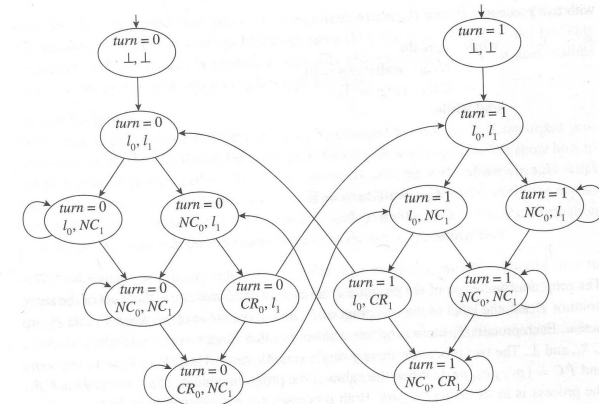 turn = 0
⊥, ⊥
turn = 1
⊥, ⊥
turn = 0
l₀, l₁
turn = 1
l₀, l₁
turn = 0
l₀, NC₁
turn = 0
NC₀, l₁
turn = 1
l₀, NC₁
turn = 1
NC₀, l₁
turn = 0
NC₀, NC₁
turn = 0
CR₀, l₁
turn = 1
l₀, CR₁
turn = 1
NC₀, NC₁
turn = 0
CR₀, NC₁
turn = 1
NC₀, CR₁